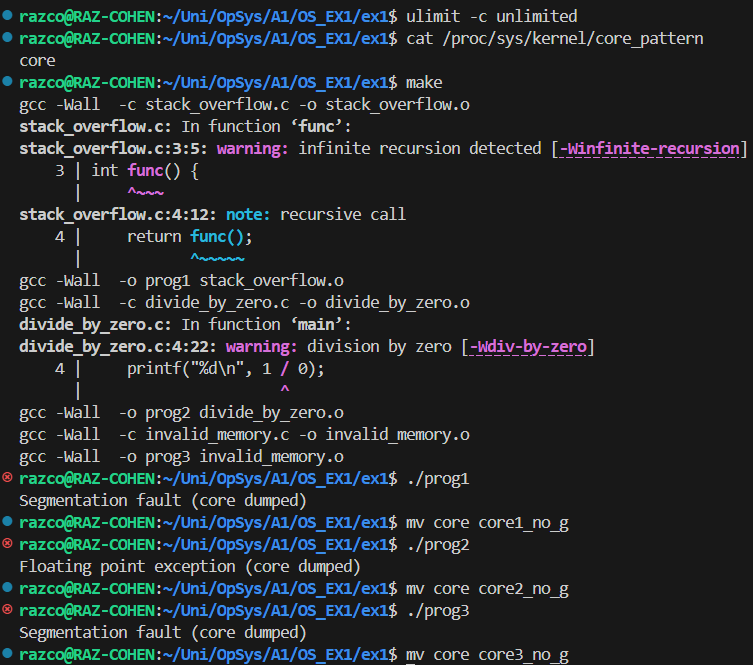 razco@RAZ-COHEN:~/Uni/OpSys/A1/OS_EX1/ex1$ ulimit -c unlimited
razco@RAZ-COHEN:~/Uni/OpSys/A1/OS_EX1/ex1$ cat /proc/sys/kernel/core_pattern
core
razco@RAZ-COHEN:~/Uni/OpSys/A1/OS_EX1/ex1$ make
gcc -Wall  -c stack_overflow.c -o stack_overflow.o
stack_overflow.c: In function ‘func’:
stack_overflow.c:3:5: warning: infinite recursion detected [-Winfinite-recursion]
    3 | int func() {
      |     ^~~~
stack_overflow.c:4:12: note: recursive call
    4 |     return func();
      |            ^~~~~~
gcc -Wall  -o prog1 stack_overflow.o
gcc -Wall  -c divide_by_zero.c -o divide_by_zero.o
divide_by_zero.c: In function ‘main’:
divide_by_zero.c:4:22: warning: division by zero [-Wdiv-by-zero]
    4 |     printf("%d\n", 1 / 0);
      |                      ^
gcc -Wall  -o prog2 divide_by_zero.o
gcc -Wall  -c invalid_memory.c -o invalid_memory.o
gcc -Wall  -o prog3 invalid_memory.o
razco@RAZ-COHEN:~/Uni/OpSys/A1/OS_EX1/ex1$ ./prog1
Segmentation fault (core dumped)
razco@RAZ-COHEN:~/Uni/OpSys/A1/OS_EX1/ex1$ mv core core1_no_g
razco@RAZ-COHEN:~/Uni/OpSys/A1/OS_EX1/ex1$ ./prog2
Floating point exception (core dumped)
razco@RAZ-COHEN:~/Uni/OpSys/A1/OS_EX1/ex1$ mv core core2_no_g
razco@RAZ-COHEN:~/Uni/OpSys/A1/OS_EX1/ex1$ ./prog3
Segmentation fault (core dumped)
razco@RAZ-COHEN:~/Uni/OpSys/A1/OS_EX1/ex1$ mv core core3_no_g